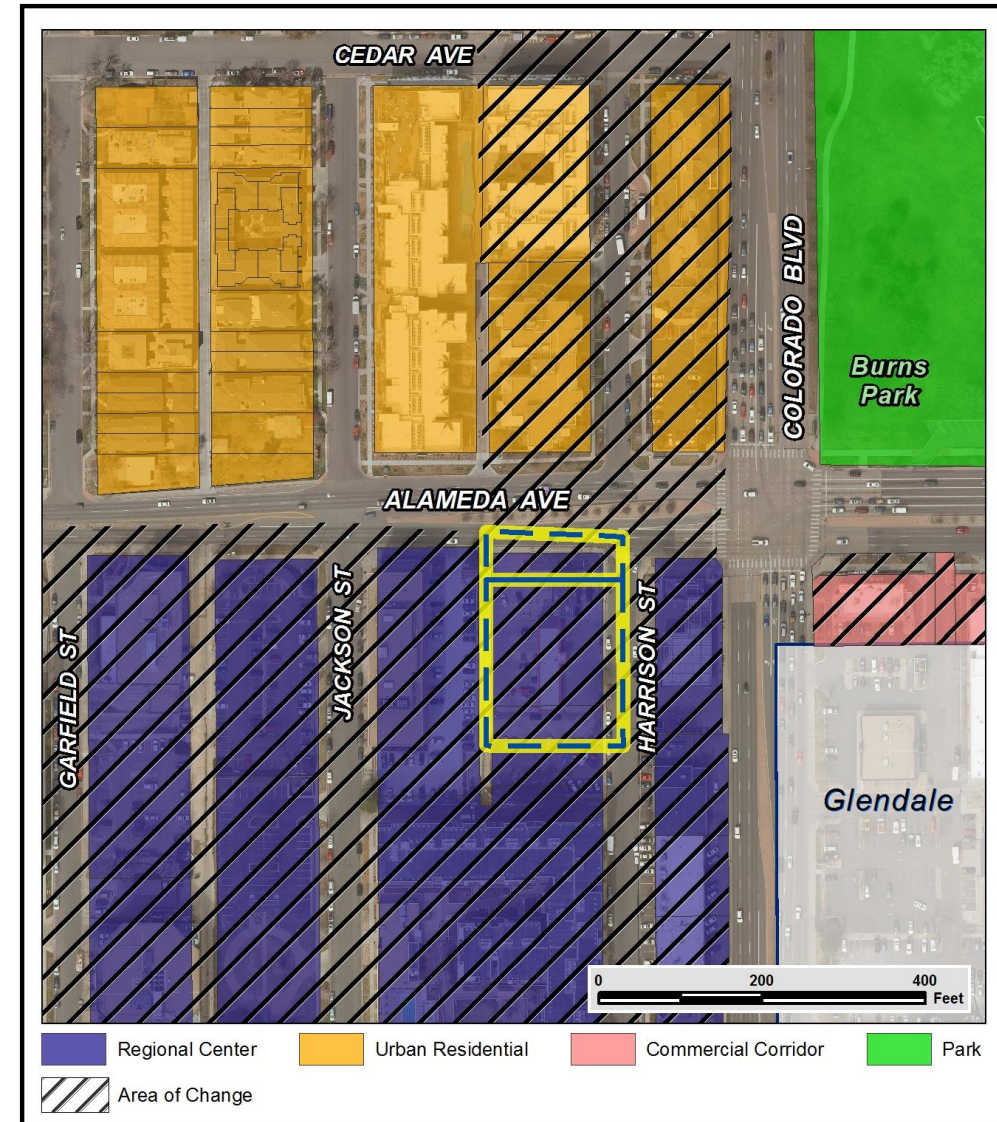 CEDAR AVE
COLORADO BLVD
Burns
Park
ALAMEDA AVE
GARFIELD ST
JACKSON ST
HARRISON ST
Glendale
0 200 400
Feet
Regional Center Urban Residential Commercial Corridor Park
Area of Change